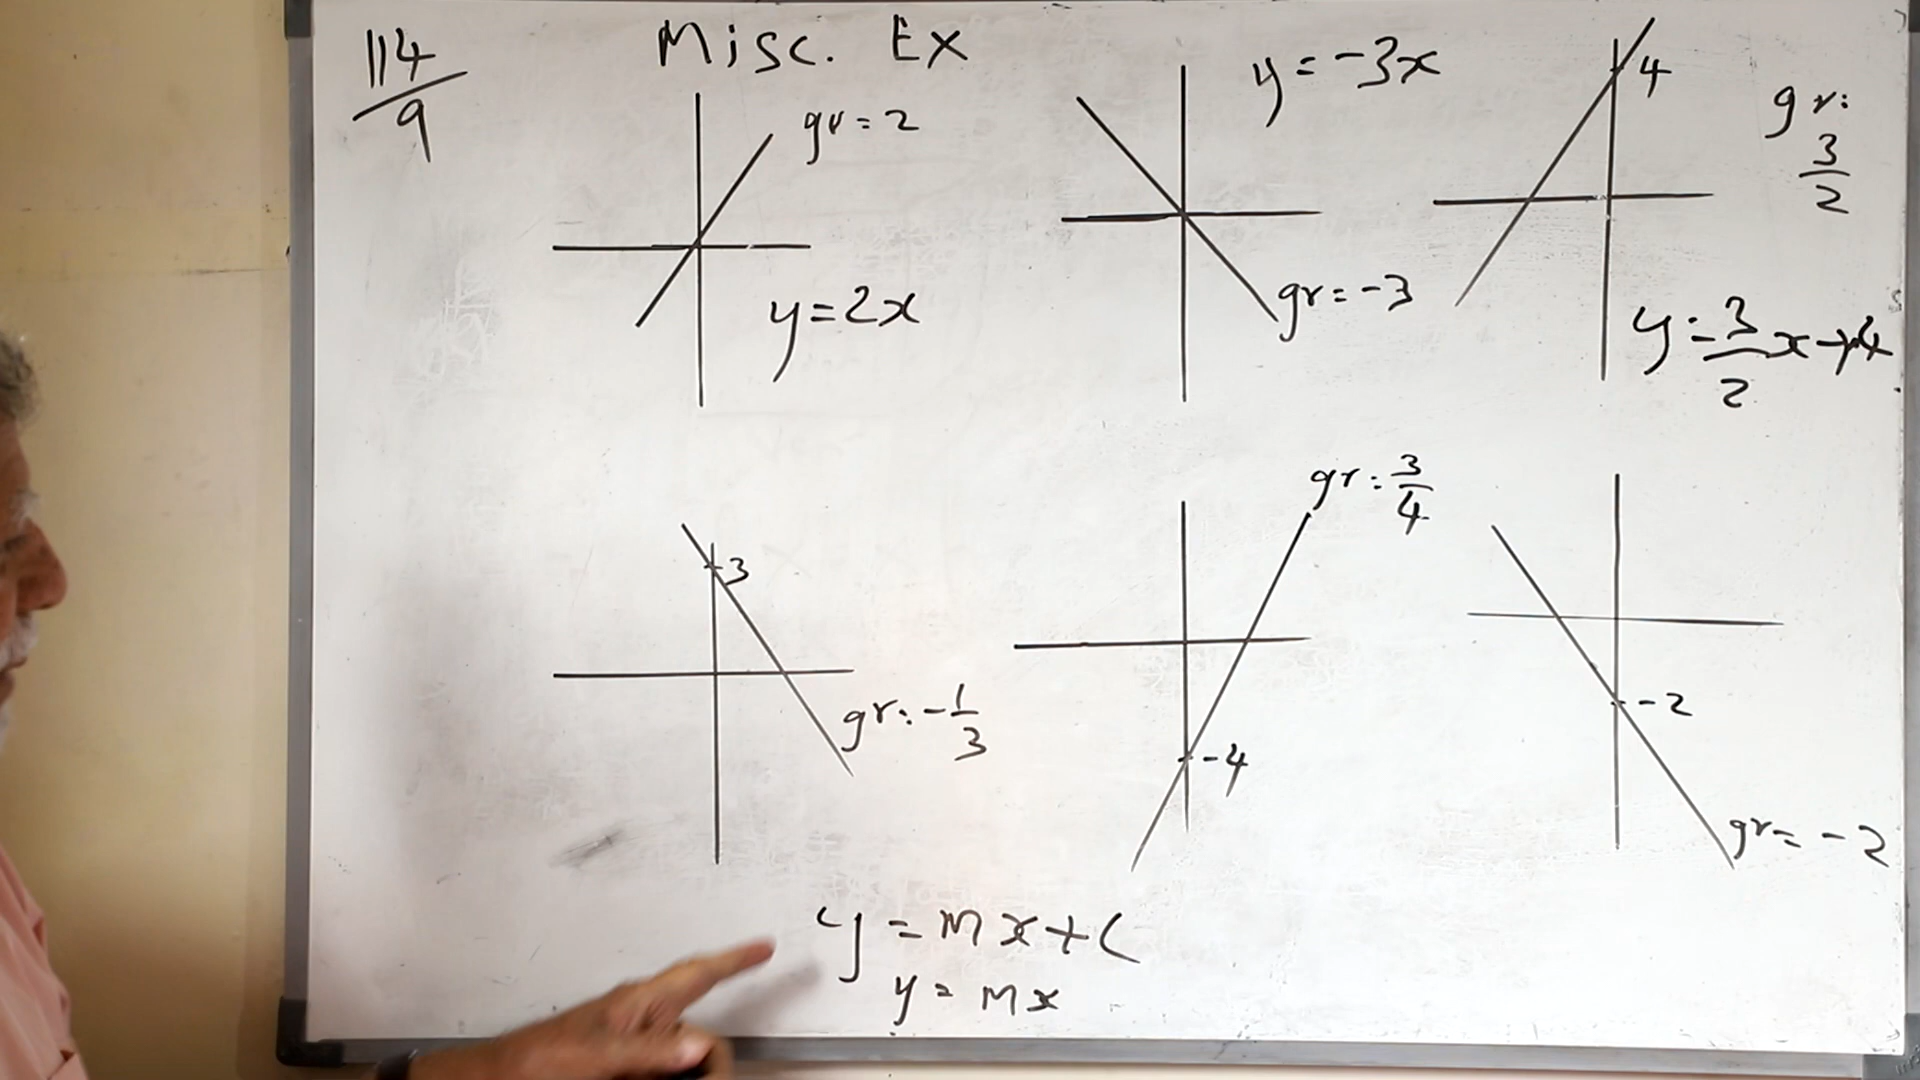 114/9
Misc. Ex
gr = 2
y = 2x
y = -3x
gr = -3
4
gr = 3/2
y = 3/2 x + 4
3
gr = -1/3
gr = 3/4
-4
-2
gr = -2
y = mx + c
y = mx